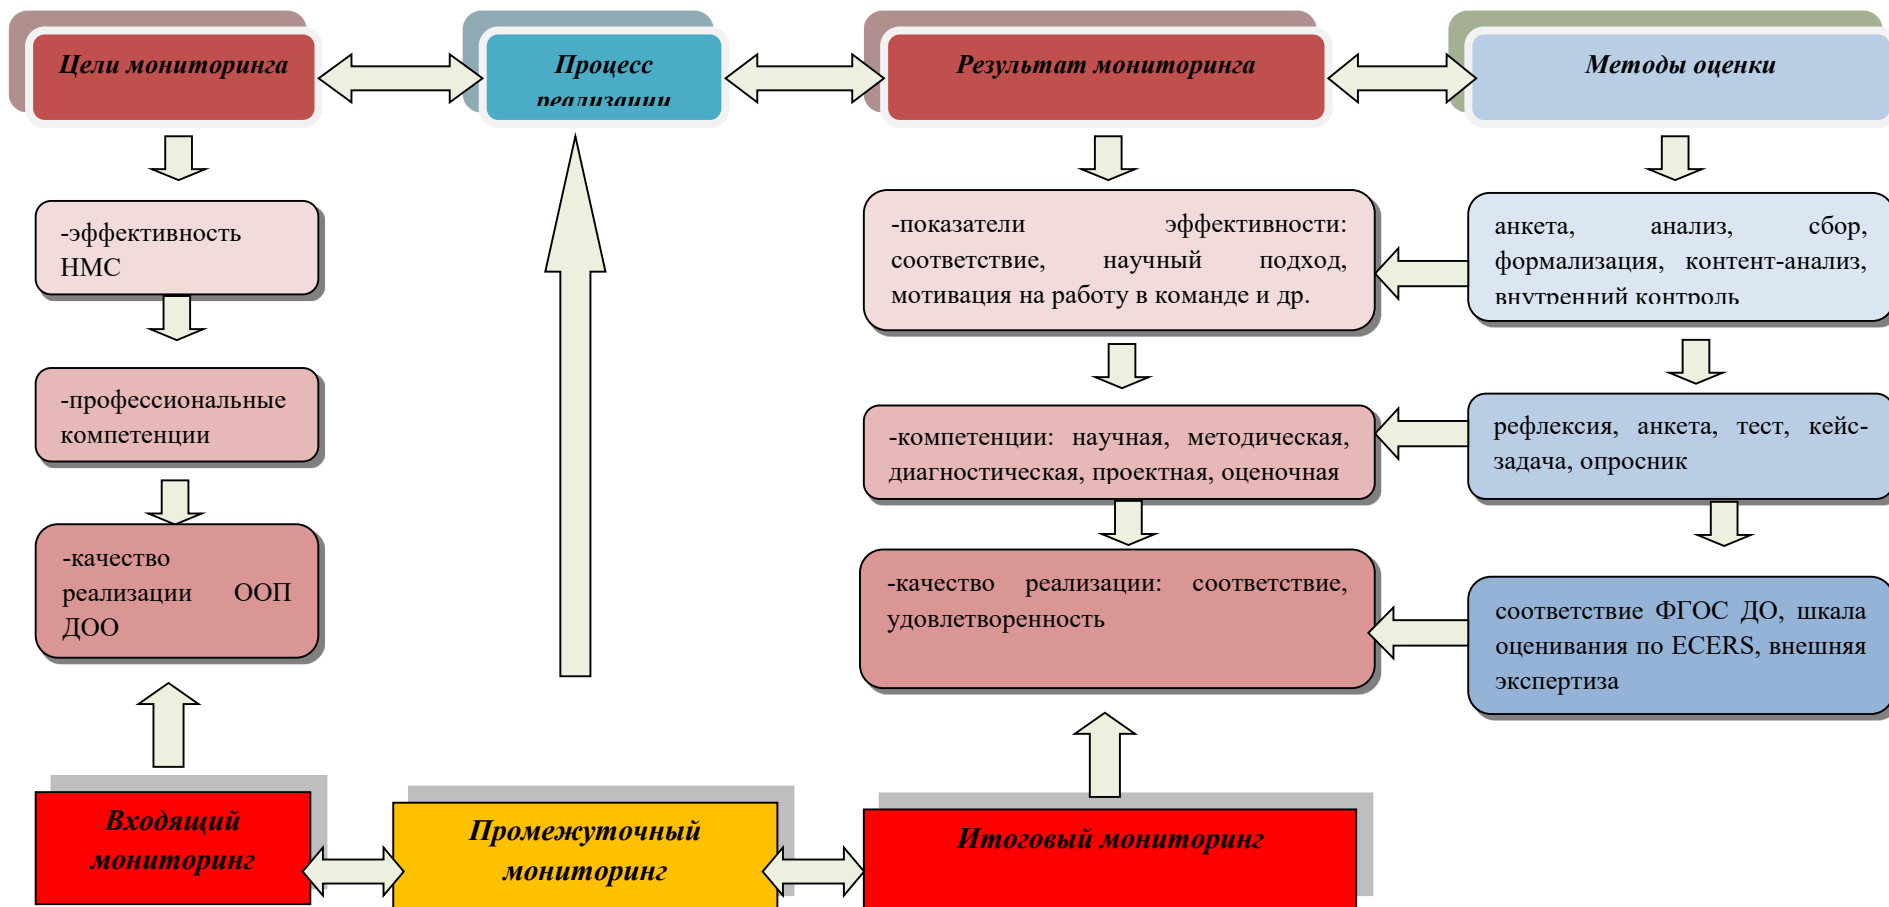 Цели мониторинга
Процесс
реализации
Результат мониторинга
Методы оценки
-эффективность
НМС
-профессиональные
компетенции
-качество
реализации ООП
ДОО
-показатели эффективности:
соответствие, научный подход,
мотивация на работу в команде и др.
-компетенции: научная, методическая,
диагностическая, проектная, оценочная
-качество реализации: соответствие,
удовлетворенность
анкета, анализ, сбор,
формализация, контент-анализ,
внутренний контроль
рефлексия, анкета, тест, кейс-
задача, опросник
соответствие ФГОС ДО, шкала
оценивания по ECERS, внешняя
экспертиза
Входящий
мониторинг
Промежуточный
мониторинг
Итоговый мониторинг